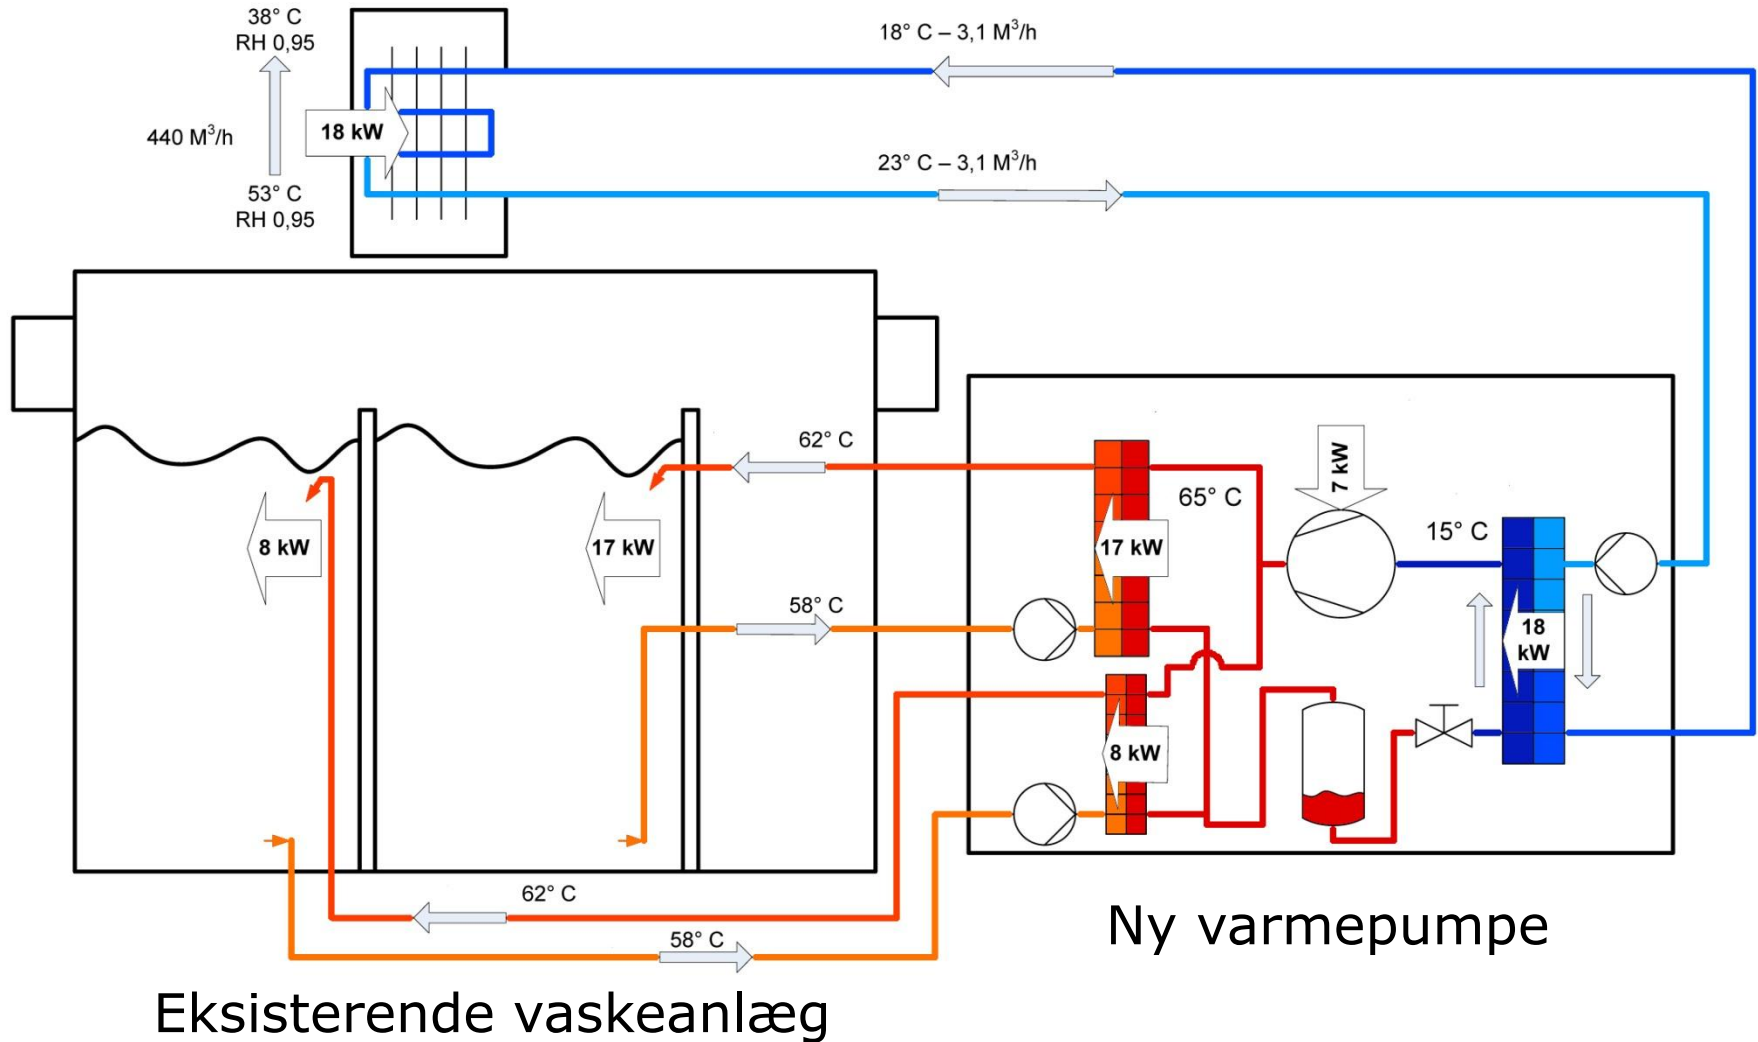 38° C
RH 0,95
18° C – 3,1 M³/h
440 M³/h
18 kW
23° C – 3,1 M³/h
53° C
RH 0,95
62° C
7 kW
65° C
15° C
8 kW
17 kW
17 kW
58° C
18
kW
8 kW
62° C
58° C
Ny varmepumpe
Eksisterende vaskeanlæg